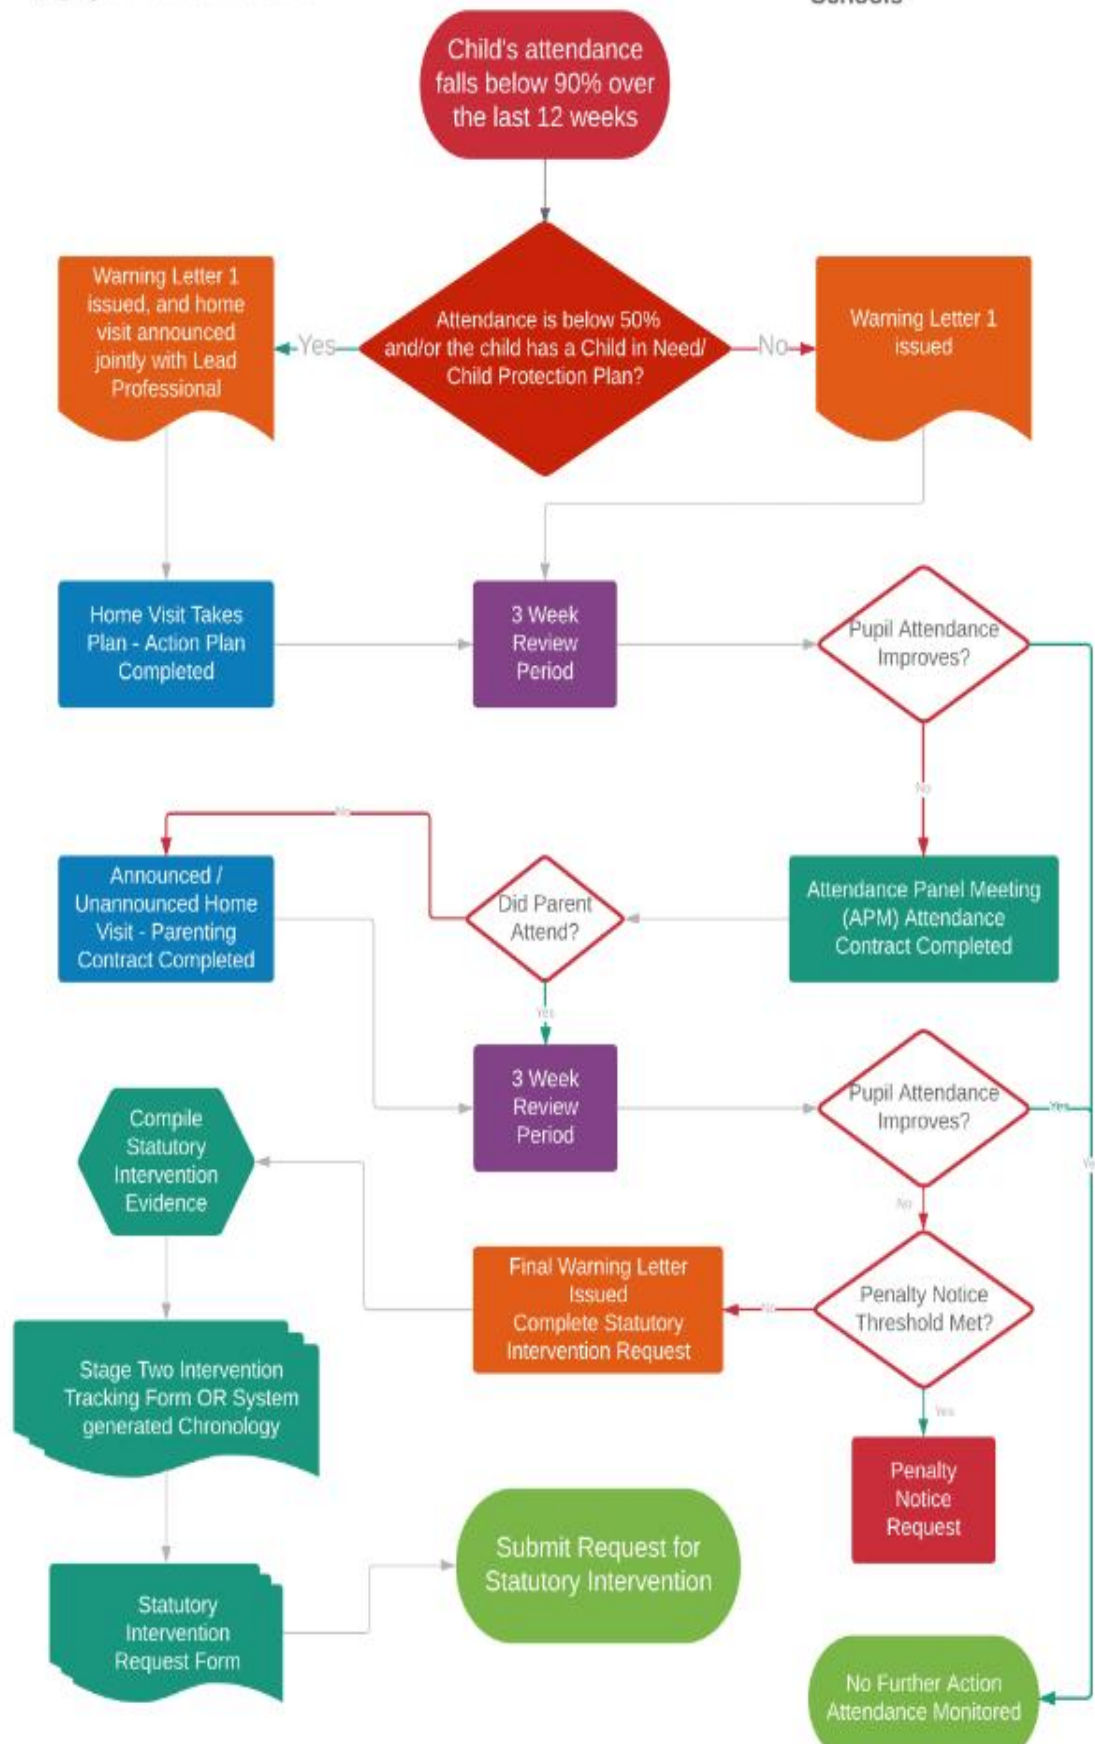 Child's attendance
falls below 90% over
the last 12 weeks
Warning Letter 1
issued, and home
visit announced
jointly with Lead
Professional
Yes
Attendance is below 50%
and/or the child has a Child in Need/
Child Protection Plan?
No
Warning Letter 1
issued
Home Visit Takes
Plan - Action Plan
Completed
3 Week
Review
Period
Pupil Attendance
Improves?
No
No
Announced /
Unannounced Home
Visit - Parenting
Contract Completed
Did Parent
Attend?
Attendance Panel Meeting
(APM) Attendance
Contract Completed
Yes
3 Week
Review
Period
Pupil Attendance
Improves?
Yes
Compile
Statutory
Intervention
Evidence
No
Final Warning Letter
Issued
Complete Statutory
Intervention Request
No
Penalty Notice
Threshold Met?
Yes
Stage Two Intervention
Tracking Form OR System
generated Chronology
Penalty
Notice
Request
Submit Request for
Statutory Intervention
Statutory
Intervention
Request Form
No Further Action
Attendance Monitored